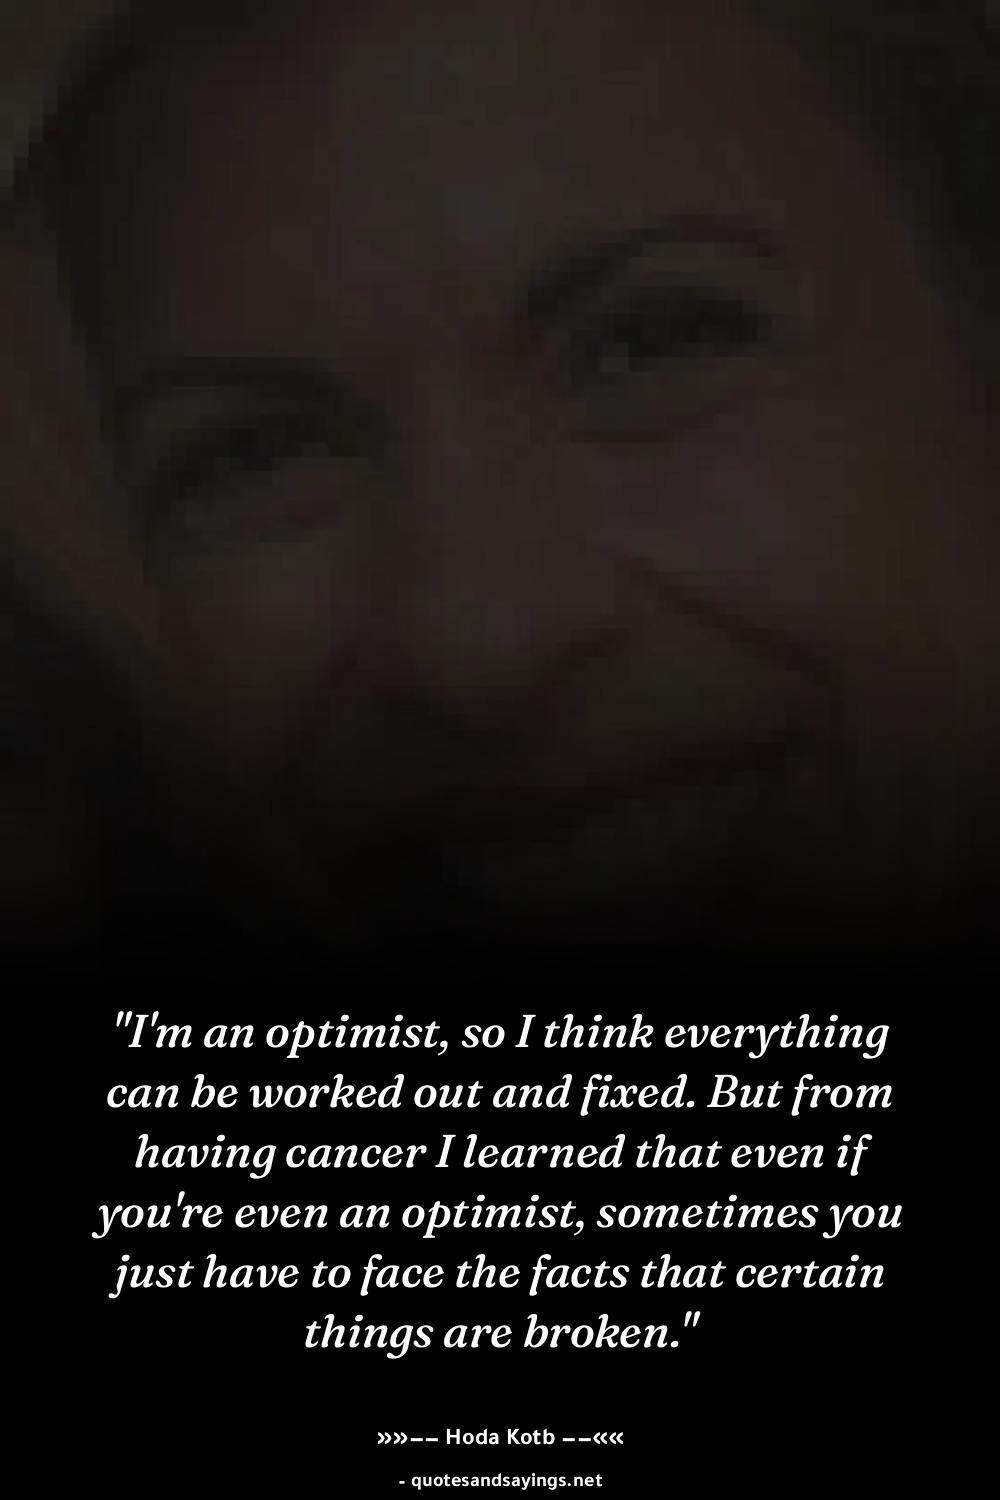 "I'm an optimist, so I think everything
can be worked out and fixed. But from
having cancer I learned that even if
you're even an optimist, sometimes you
just have to face the facts that certain
things are broken."
»»–– Hoda Kotb ––««
- quotesandsayings.net